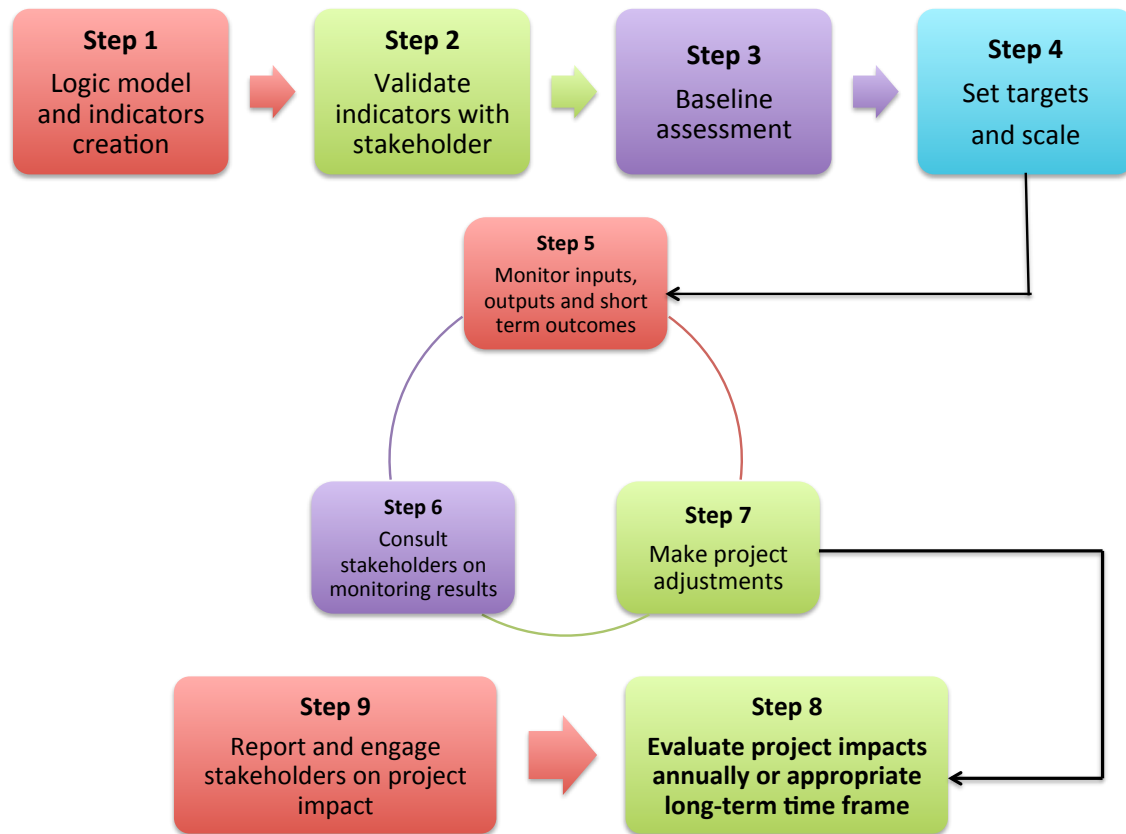 Step 1
Logic model
and indicators
creation
Step 2
Validate
indicators with
stakeholder
Step 3
Baseline
assessment
Step 4
Set targets
and scale
Step 5
Monitor inputs,
outputs and short
term outcomes
Step 6
Consult
stakeholders on
monitoring results
Step 7
Make project
adjustments
Step 9
Report and engage
stakeholders on project
impact
Step 8
Evaluate project impacts
annually or appropriate
long-term time frame